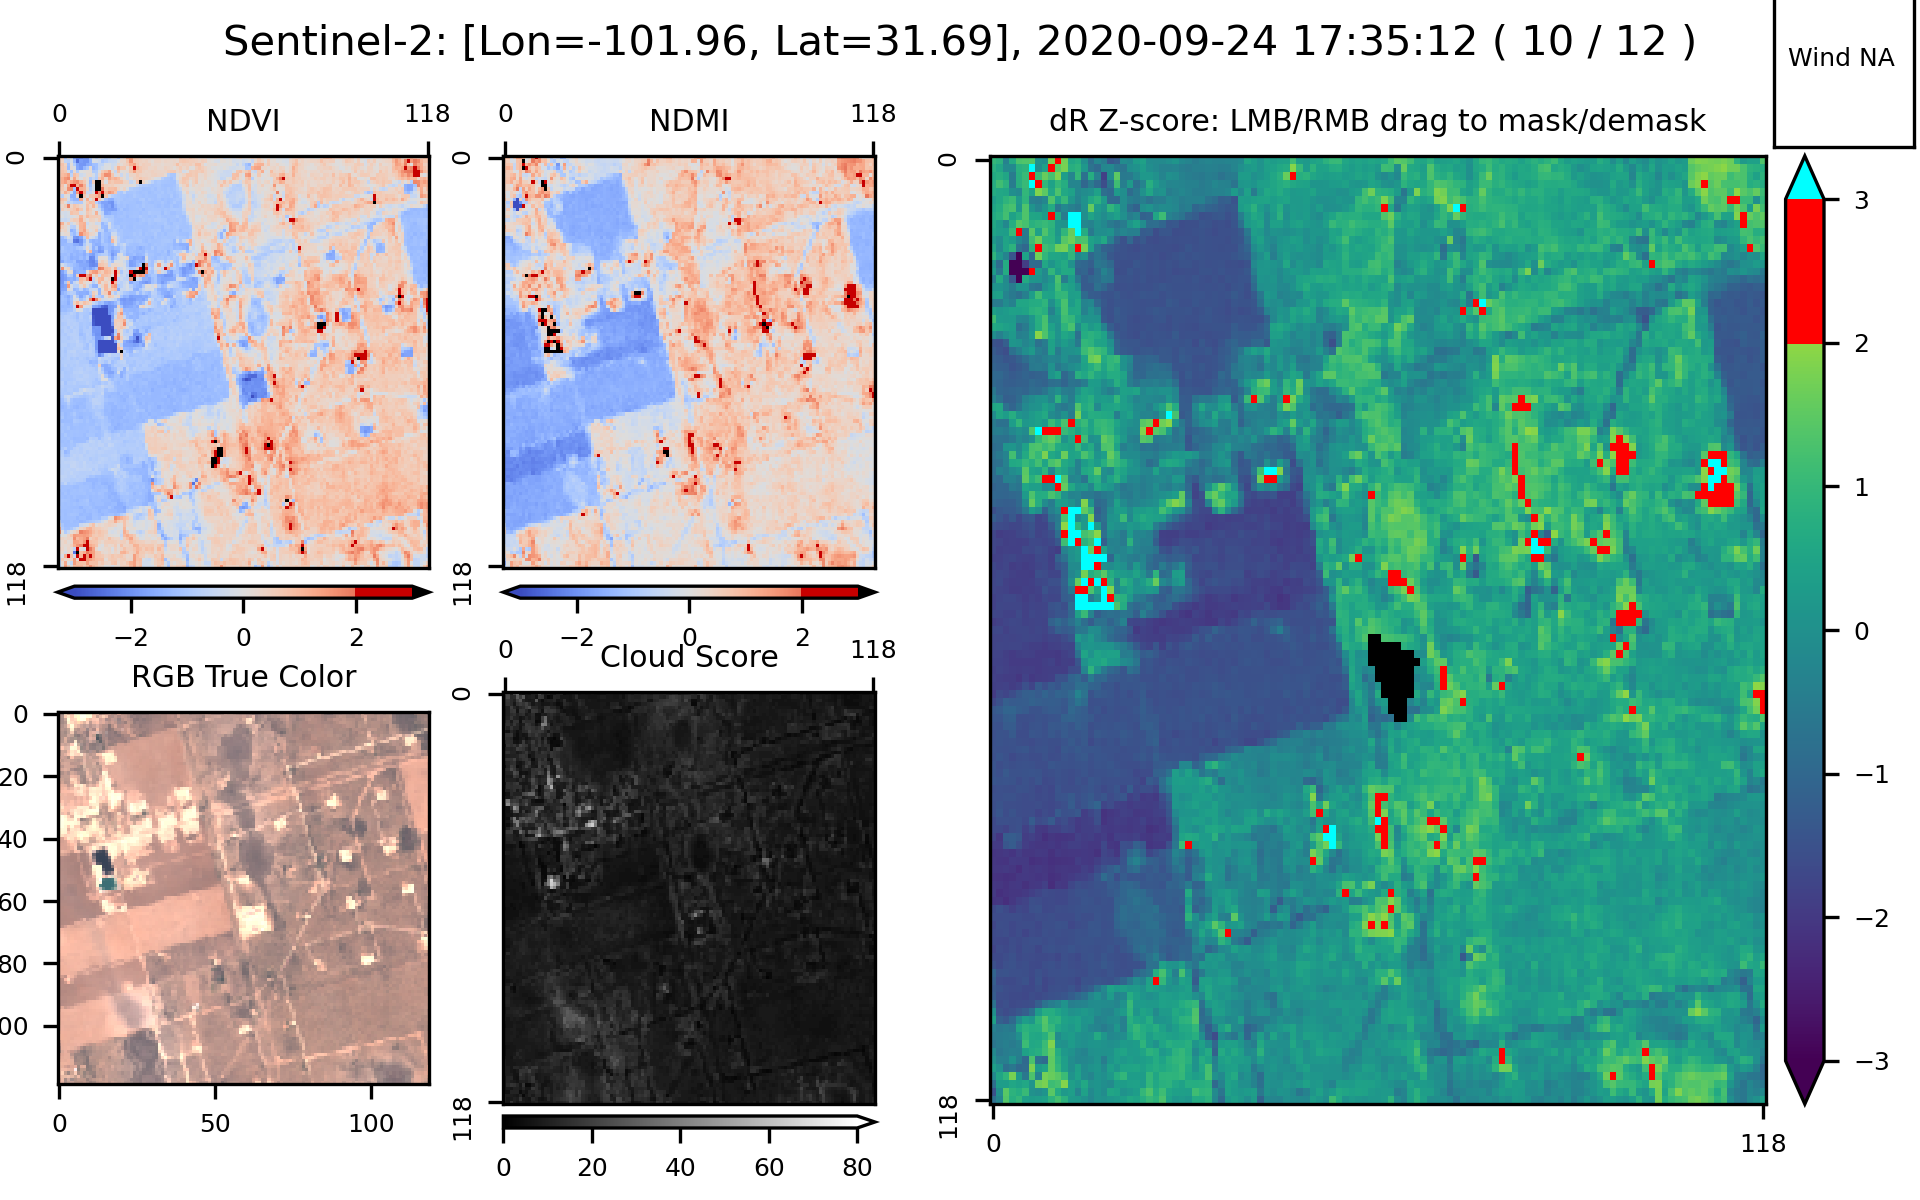 Sentinel-2: [Lon=-101.96, Lat=31.69], 2020-09-24 17:35:12 ( 10 / 12 )
Wind NA
0 118
NDVI
0
118
−2 0 2
0 118
NDMI
0
118
−2 0 2
dR Z-score: LMB/RMB drag to mask/demask
0
118
0 118
3
2
1
0
−1
−2
−3
RGB True Color
0
20
40
60
80
00
0 50 100
0 118
Cloud Score
0
118
0 20 40 60 80